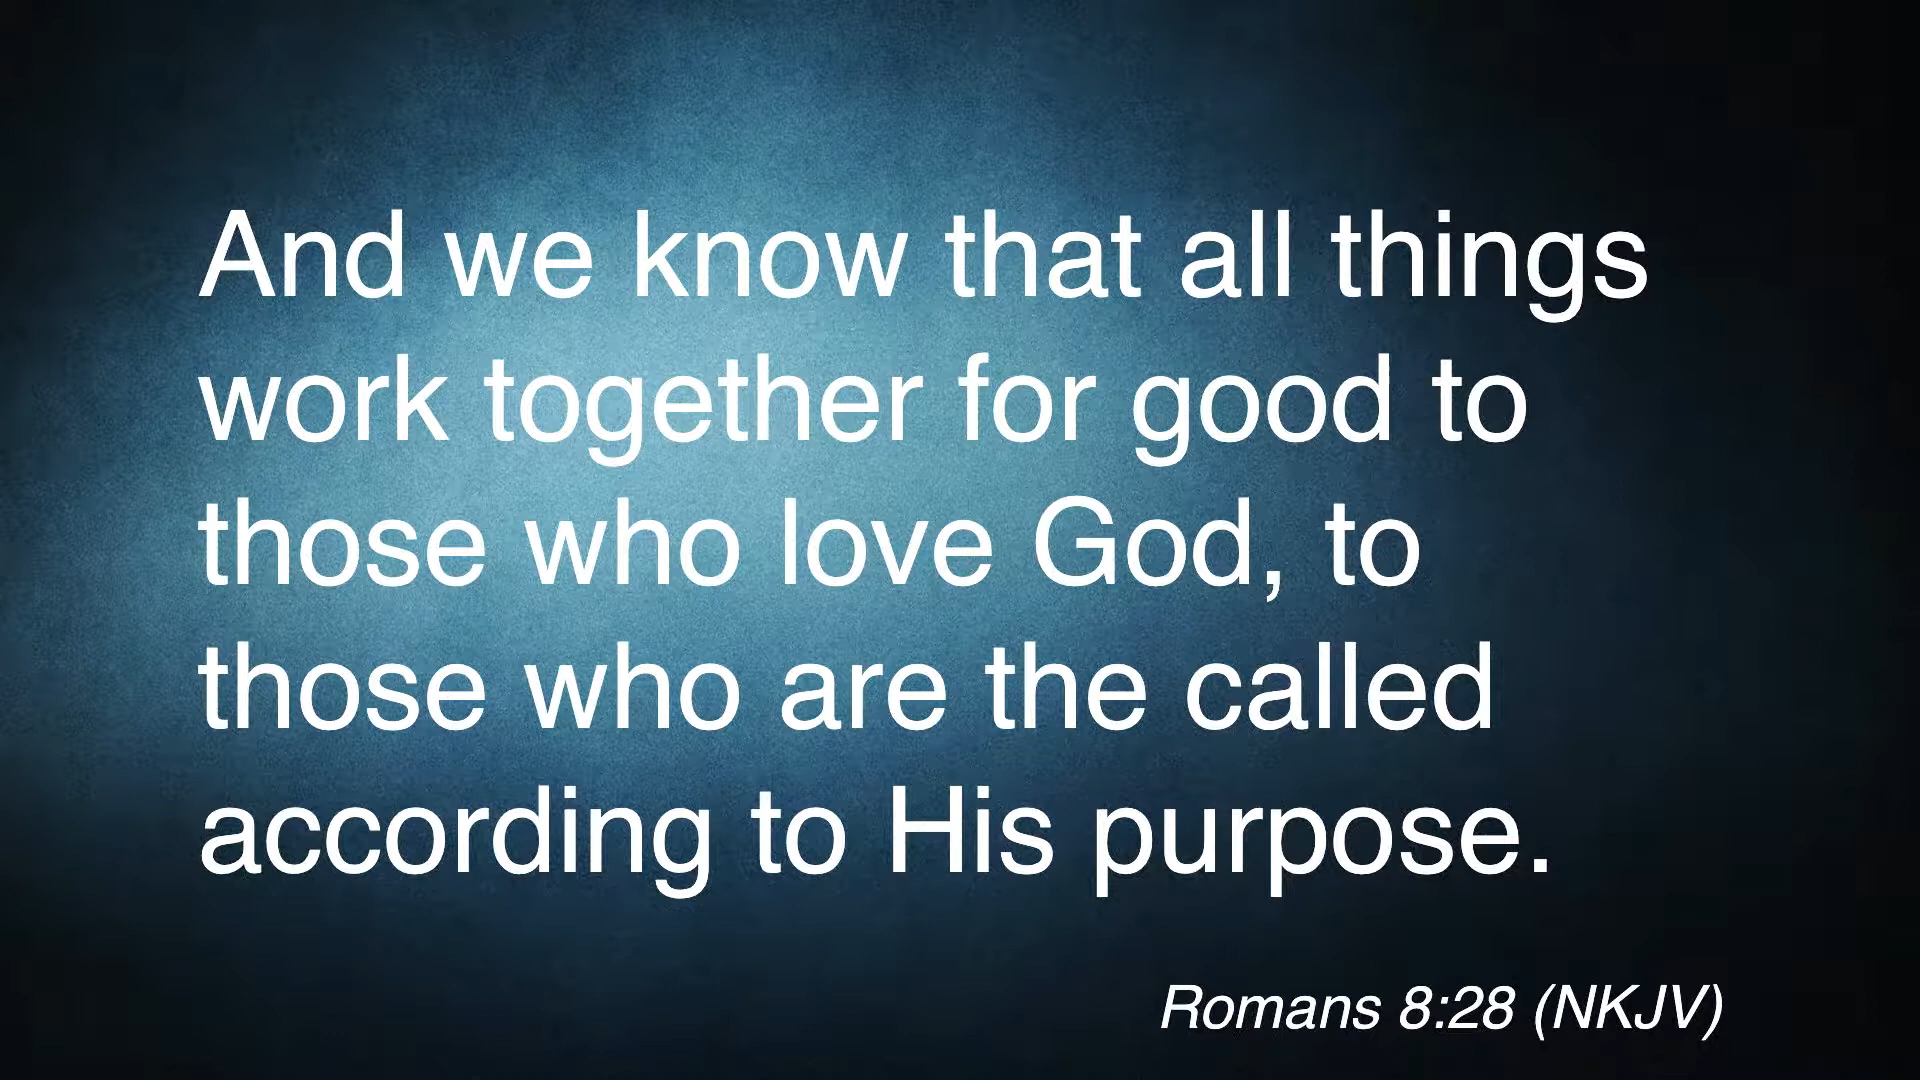 And we know that all things
work together for good to
those who love God, to
those who are the called
according to His purpose.
Romans 8:28 (NKJV)